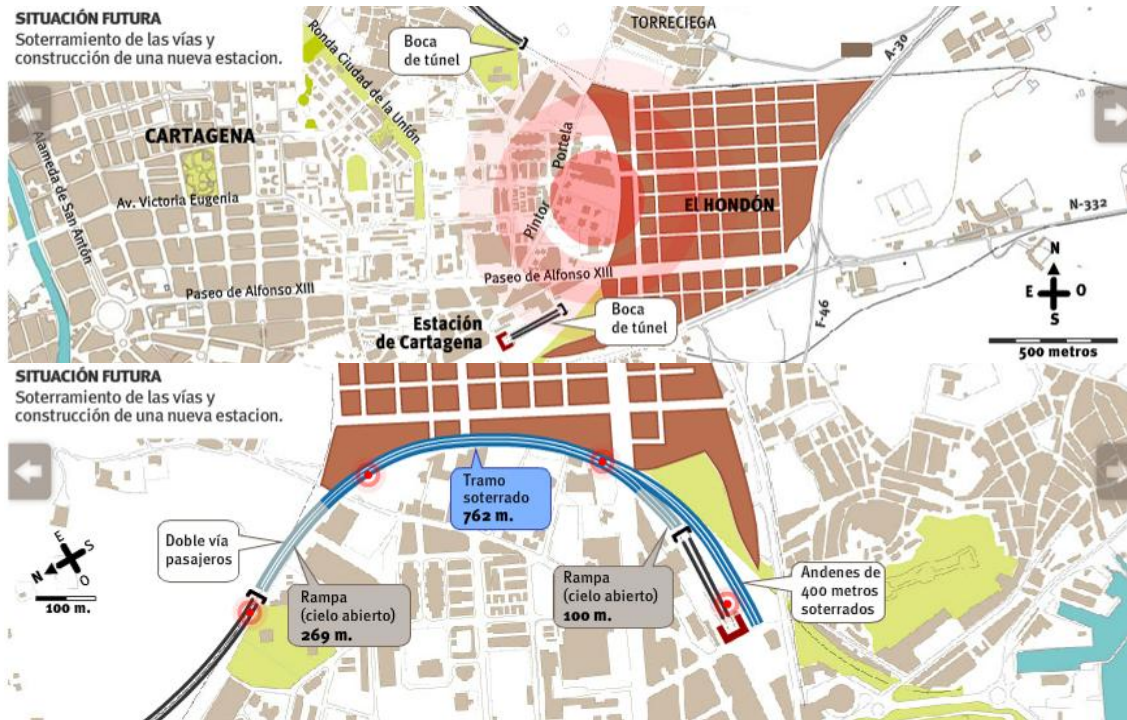 SITUACIÓN FUTURA
Soterramiento de las vías y
construcción de una nueva estacion.
TORRECIEGA
Boca
de túnel
A-30
Ronda Ciudad de la Unión
CARTAGENA
Alameda de San Antón
Av. Victoria Eugenia
Pintor Portela
El HONDÓN
N-332
Paseo de Alfonso XIII
Paseo de Alfonso XIII
N
E O
S
Estación
de Cartagena
Boca
de túnel
F-46
500 metros
SITUACIÓN FUTURA
Soterramiento de las vías y
construcción de una nueva estacion.
Tramo
soterrado
762 m.
Doble vía
pasajeros
E
S
N
O
100 m.
Rampa
(cielo abierto)
269 m.
Rampa
(cielo abierto)
100 m.
Andenes de
400 metros
soterrados